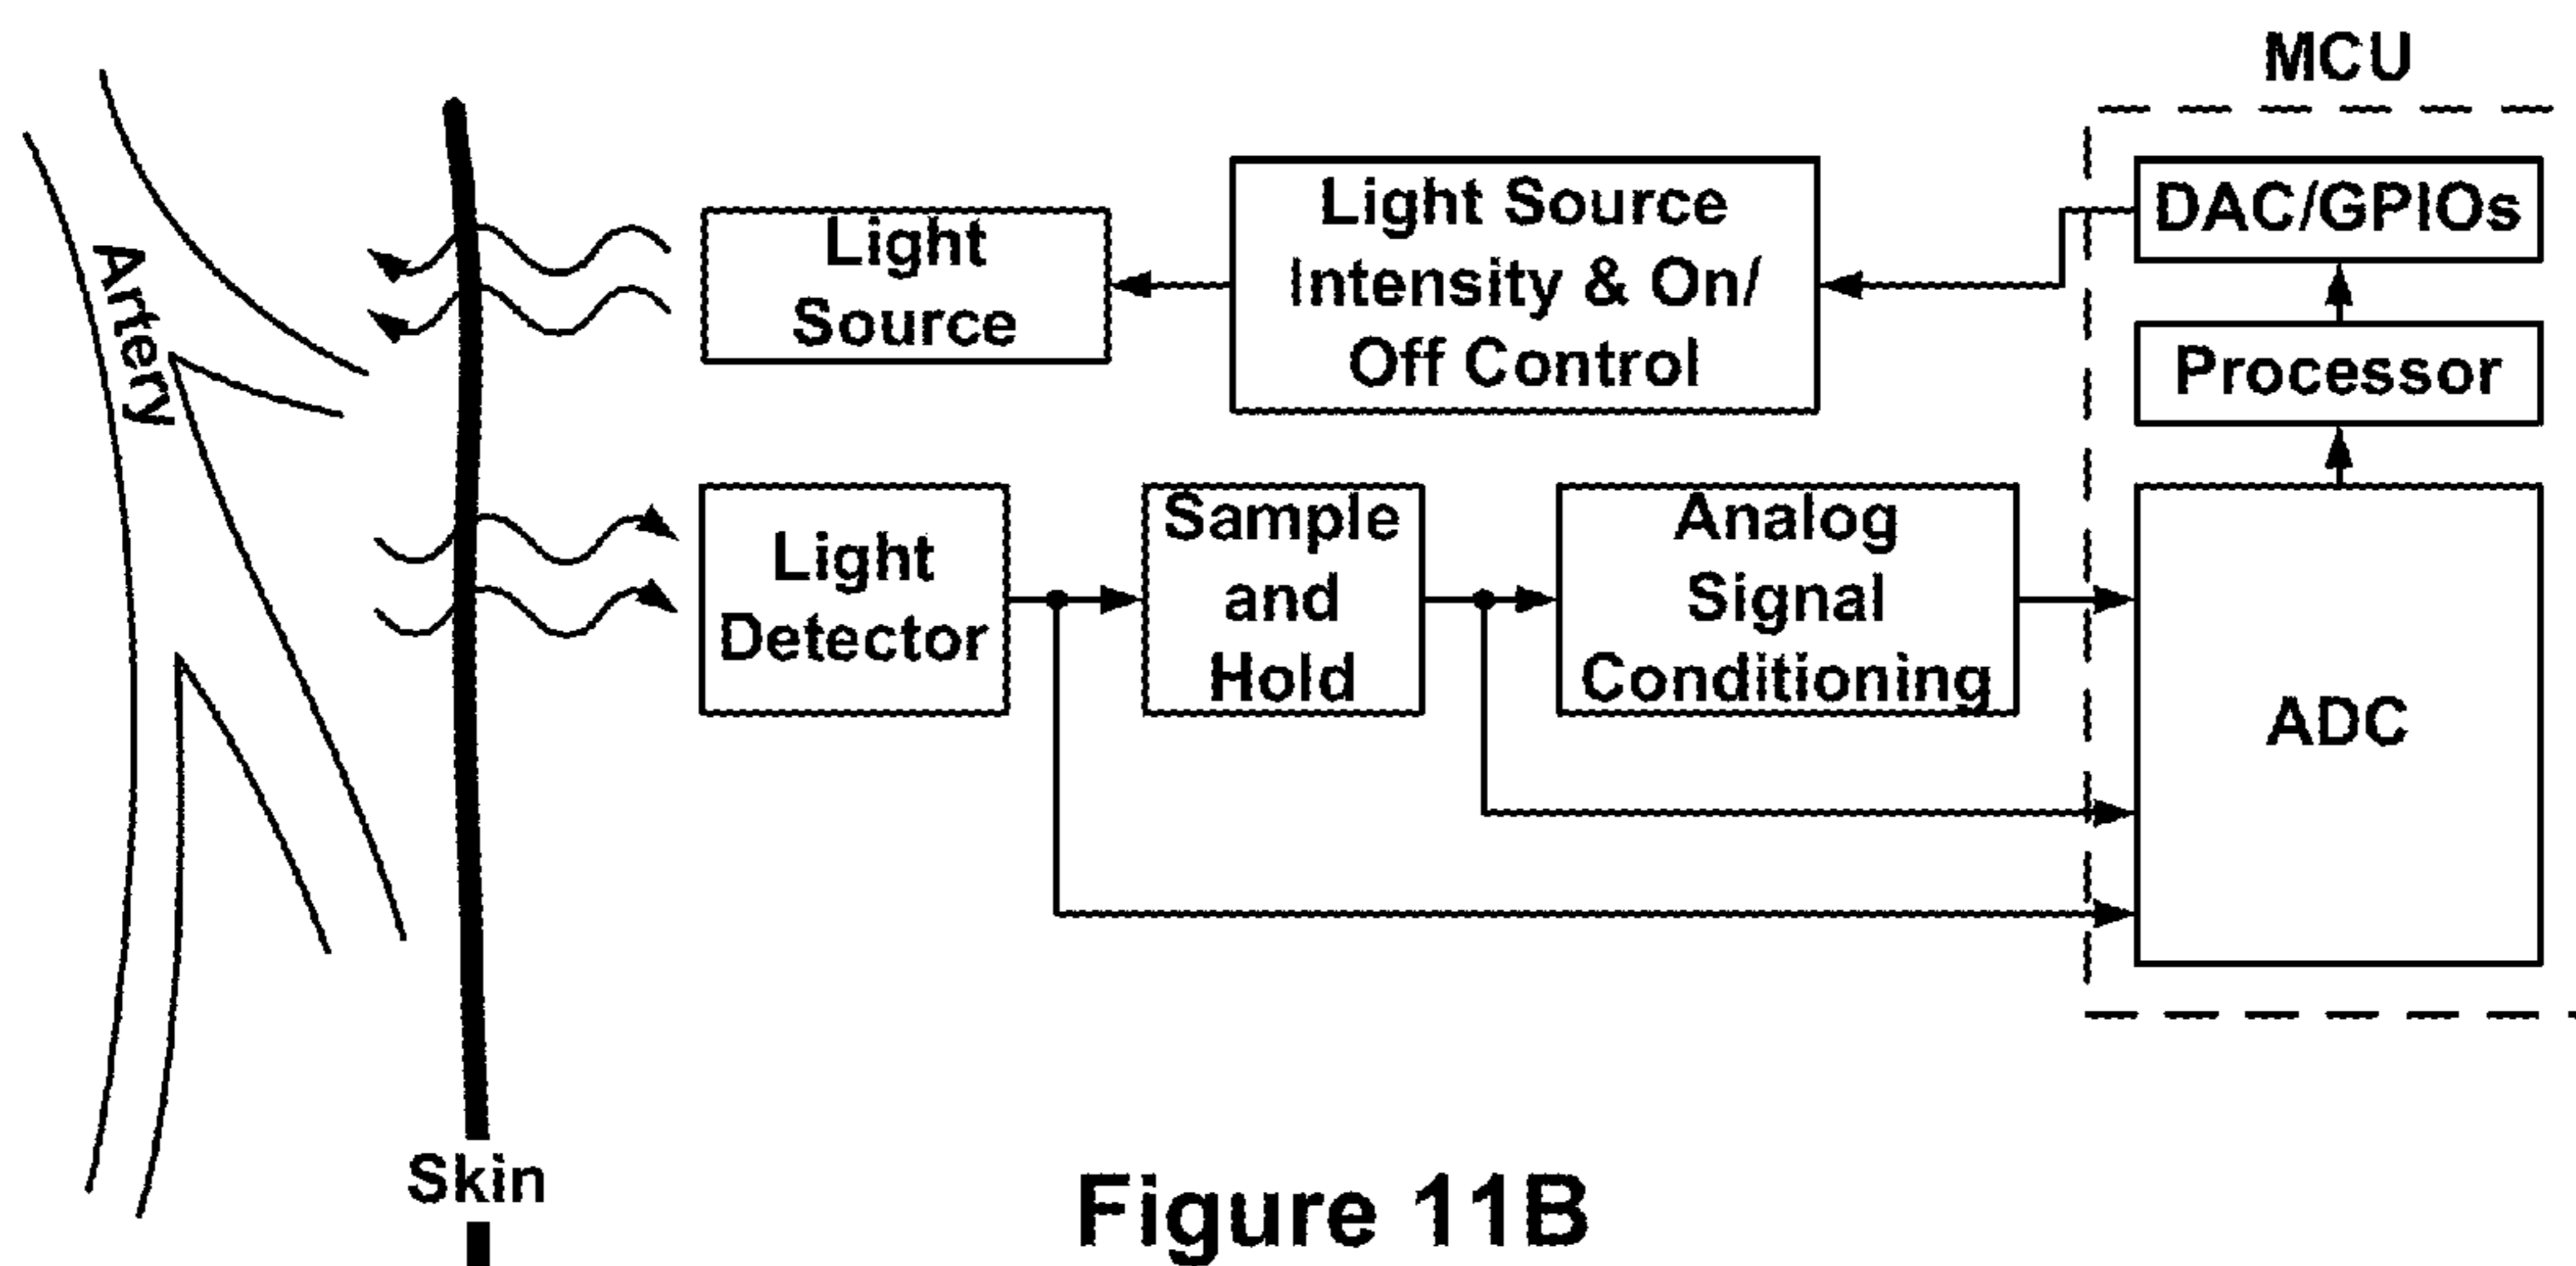 MCU
Artery
Light
Source
Light Source
Intensity & On/
Off Control
DAC/GPIOs
Processor
Light
Detector
Sample
and
Hold
Analog
Signal
Conditioning
ADC
Skin
Figure 11B